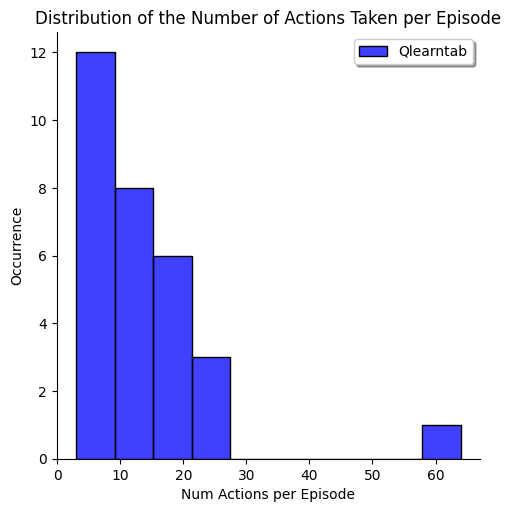 Distribution of the Number of Actions Taken per Episode
Qlearntab
12
10
8
6
4
2
0
Occurrence
0 10 20 30 40 50 60
Num Actions per Episode